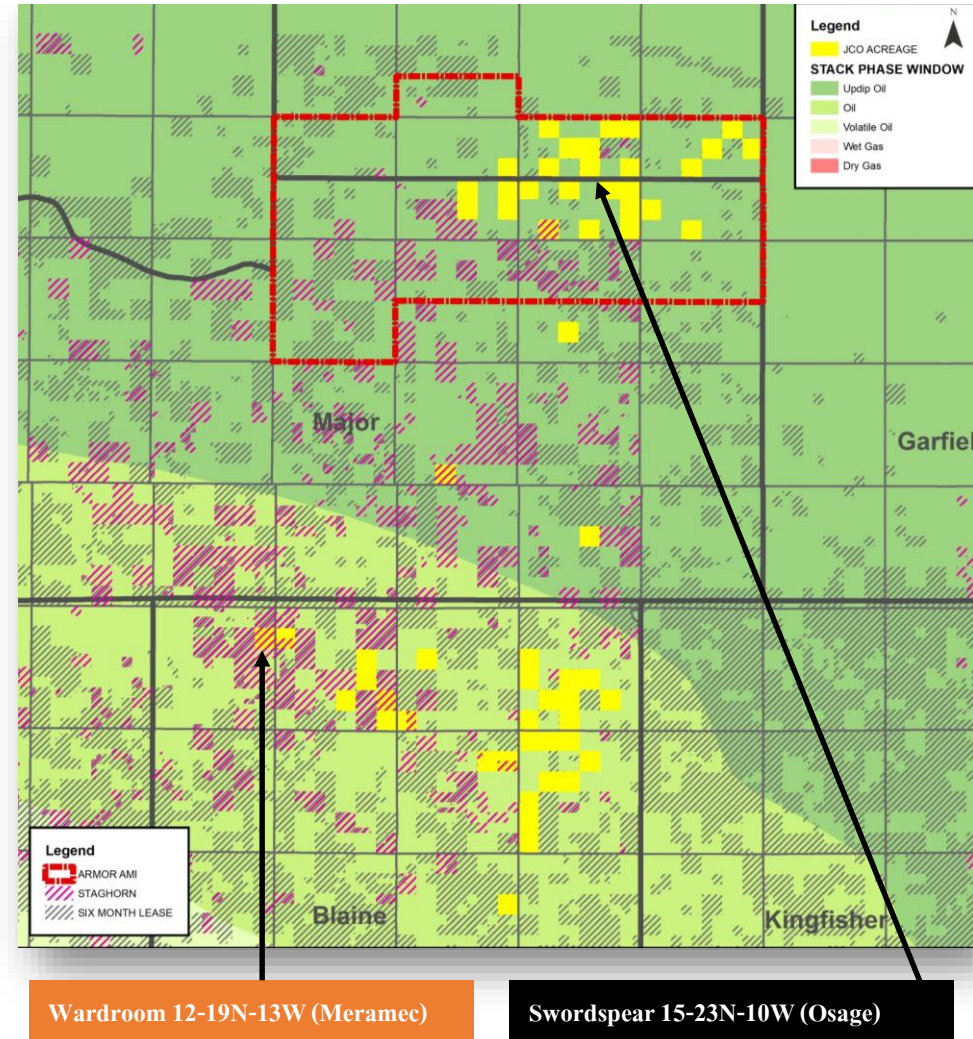 N
Legend
JCO ACREAGE
STACK PHASE WINDOW
Updip Oil
Oil
Volatile Oil
Wet Gas
Dry Gas
Major
Garfiel
Legend
ARMOR AMI
STAGHORN
SIX MONTH LEASE
Blaine
Kingfisher
Wardroom 12-19N-13W (Meramec)
Swordspear 15-23N-10W (Osage)